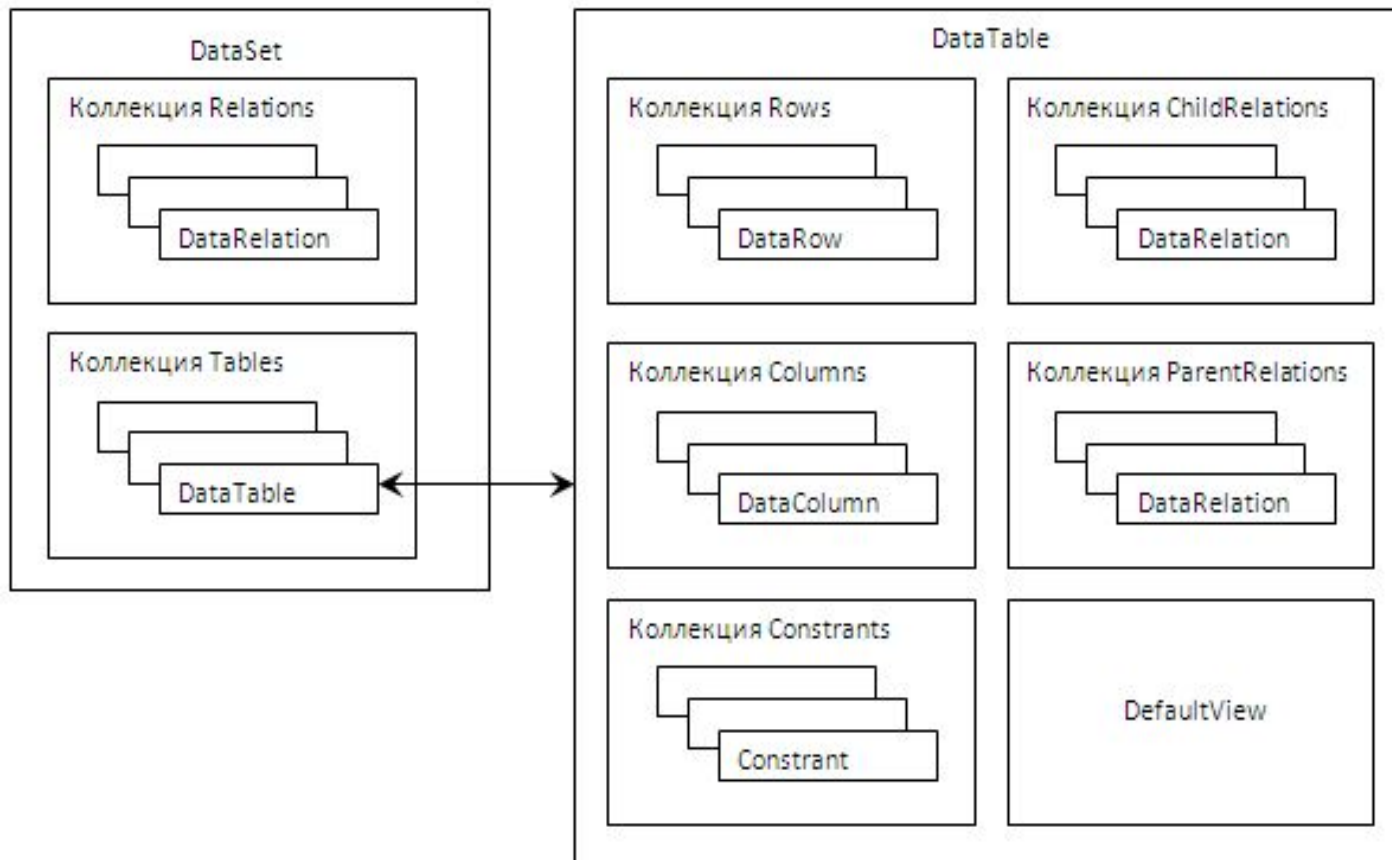 DataSet
Коллекция Relations
DataRelation
Коллекция Tables
DataTable
DataTable
Коллекция Rows
DataRow
Коллекция ChildRelations
DataRelation
Коллекция Columns
DataColumn
Коллекция ParentRelations
DataRelation
Коллекция Constrants
Constrant
DefaultView